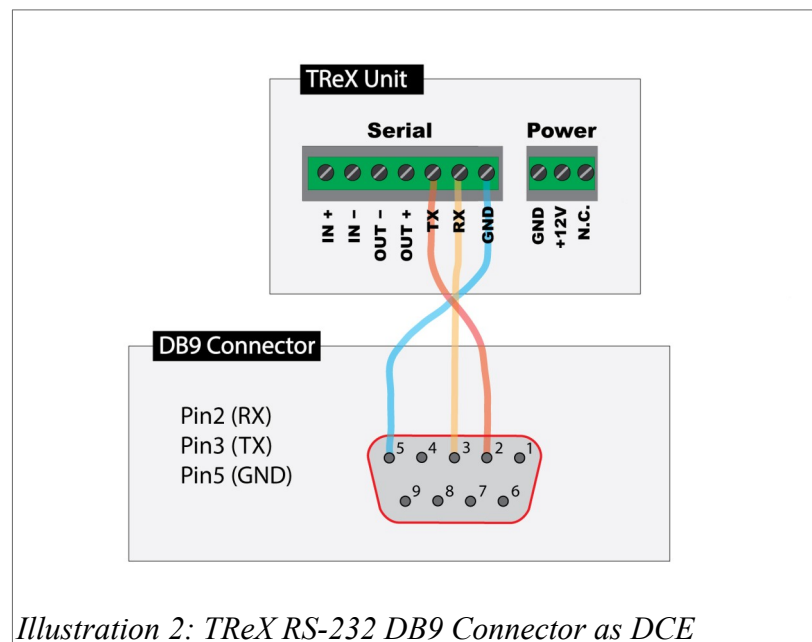 TReX Unit
Serial Power
IN + IN – OUT – OUT + TX RX GND GND +12V N.C.
DB9 Connector
Pin2 (RX)
Pin3 (TX)
Pin5 (GND)
5 4 3 2 1
9 8 7 6
Illustration 2: TReX RS-232 DB9 Connector as DCE